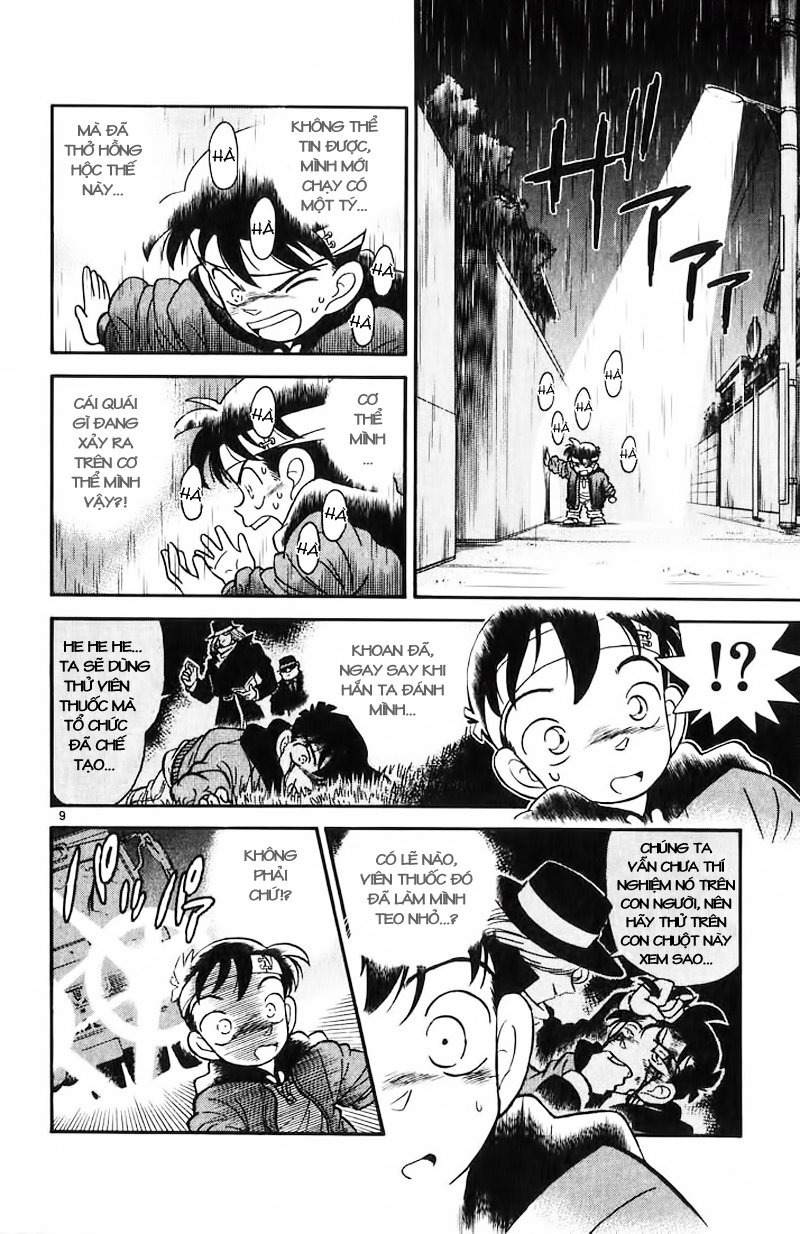 ザァァァ
HÀ
HÀ
HÀ
HÀ
HÀ
KHÔNG THỂ
TIN ĐƯỢC,
MÌNH MỚI
CHẠY CÓ
MỘT TÝ...
HÀ
HÀ
HÀ
HÀ
MÀ ĐÃ
THỞ HỒNG
HỘC THẾ
NÀY...
CƠ
THỂ
MÌNH
...
HÀ
HÀ
HÀ
HÀ
CÁI QUÁI
GÌ ĐANG
XẢY RA
TRÊN CƠ
THỂ MÌNH
VẬY?!
!?
KHOAN ĐÃ,
NGAY SAY KHI
HẮN TA ĐÁNH
MÌNH...
HE HE HE...
TA SẼ DÙNG
THỬ VIÊN
THUỐC MÀ
TỔ CHỨC
ĐÃ CHẾ
TẠO...
9
CHÚNG TA
VẪN CHƯA THÍ
NGHIỆM NÓ TRÊN
CON NGƯỜI, NÊN
HÃY THỬ TRÊN
CON CHUỘT NÀY
XEM SAO...
CÓ LẼ NÀO,
VIÊN THUỐC ĐÓ
ĐÃ LÀM MÌNH
TEO NHỎ...?
KHÔNG
PHẢI
CHỨ!?